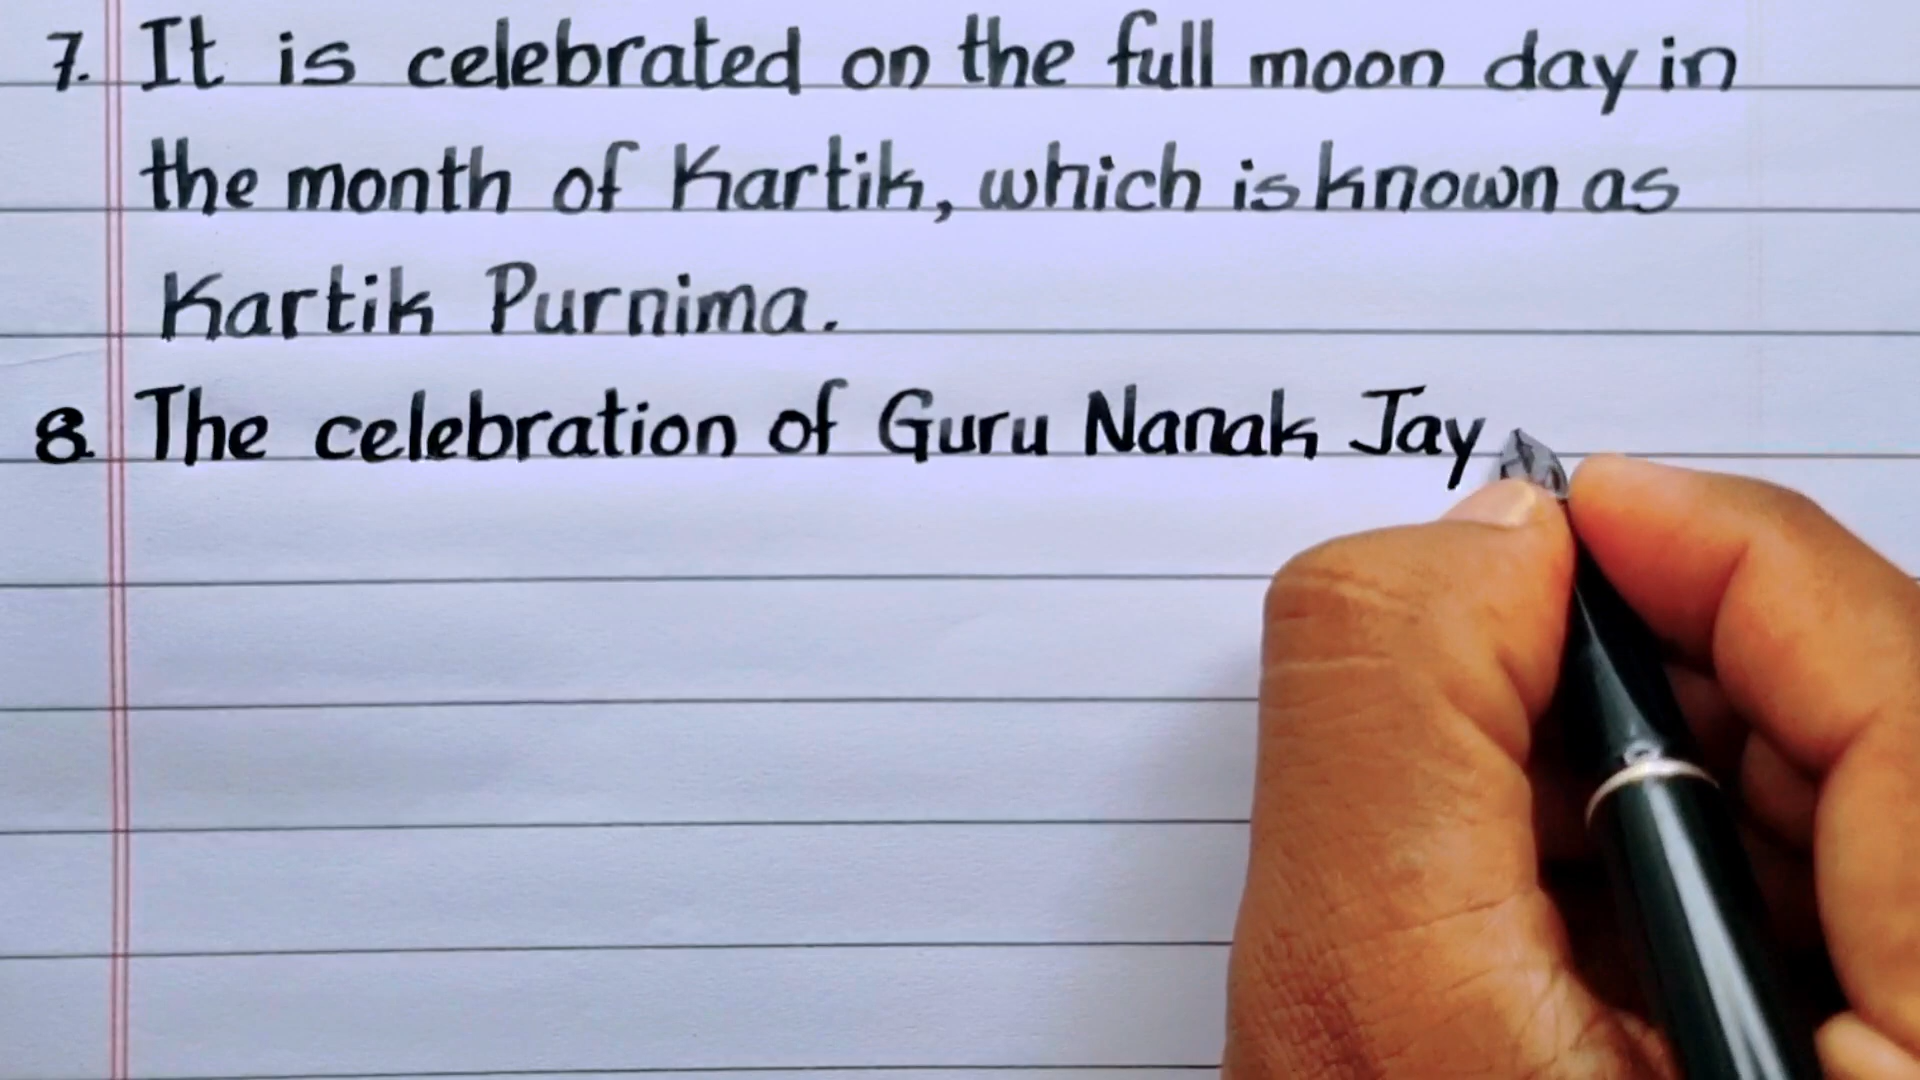 7. It is celebrated on the full moon day in
the month of Kartik, which is known as
Kartik Purnima.
8. The celebration of Guru Nanak Jay